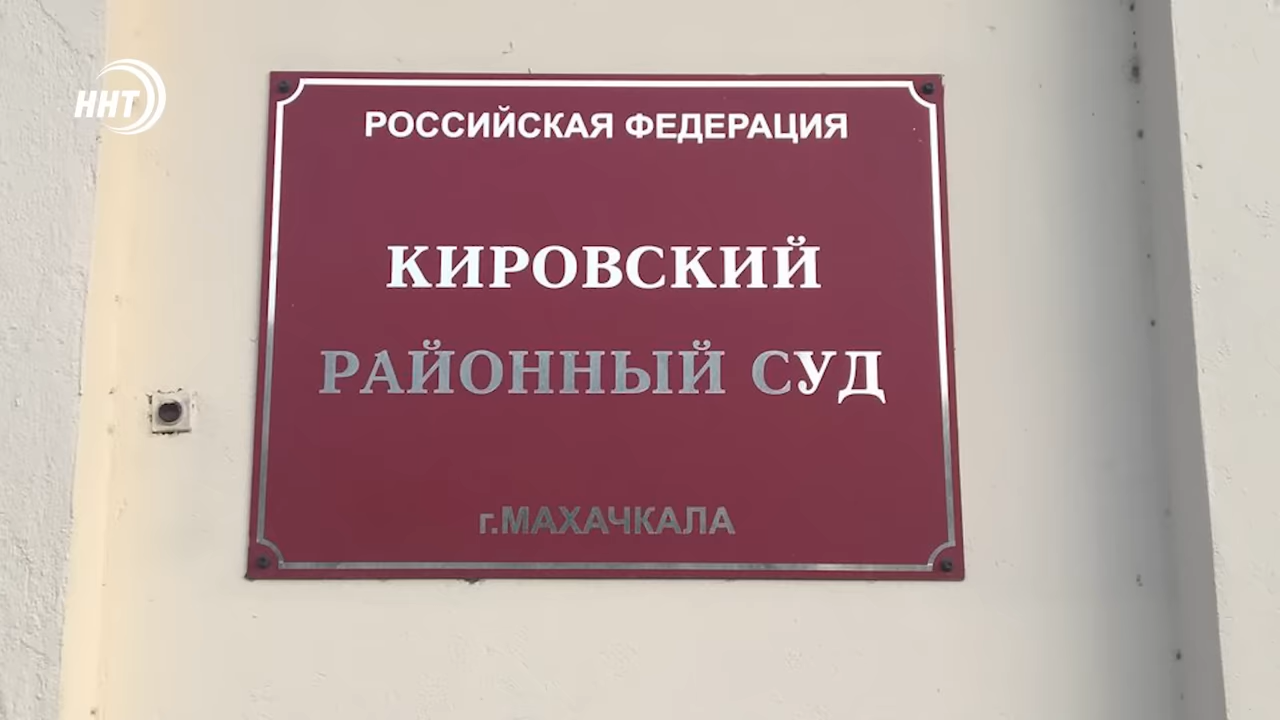 ННТ
РОССИЙСКАЯ ФЕДЕРАЦИЯ
КИРОВСКИЙ
РАЙОННЫЙ СУД
г.МАХАЧКАЛА